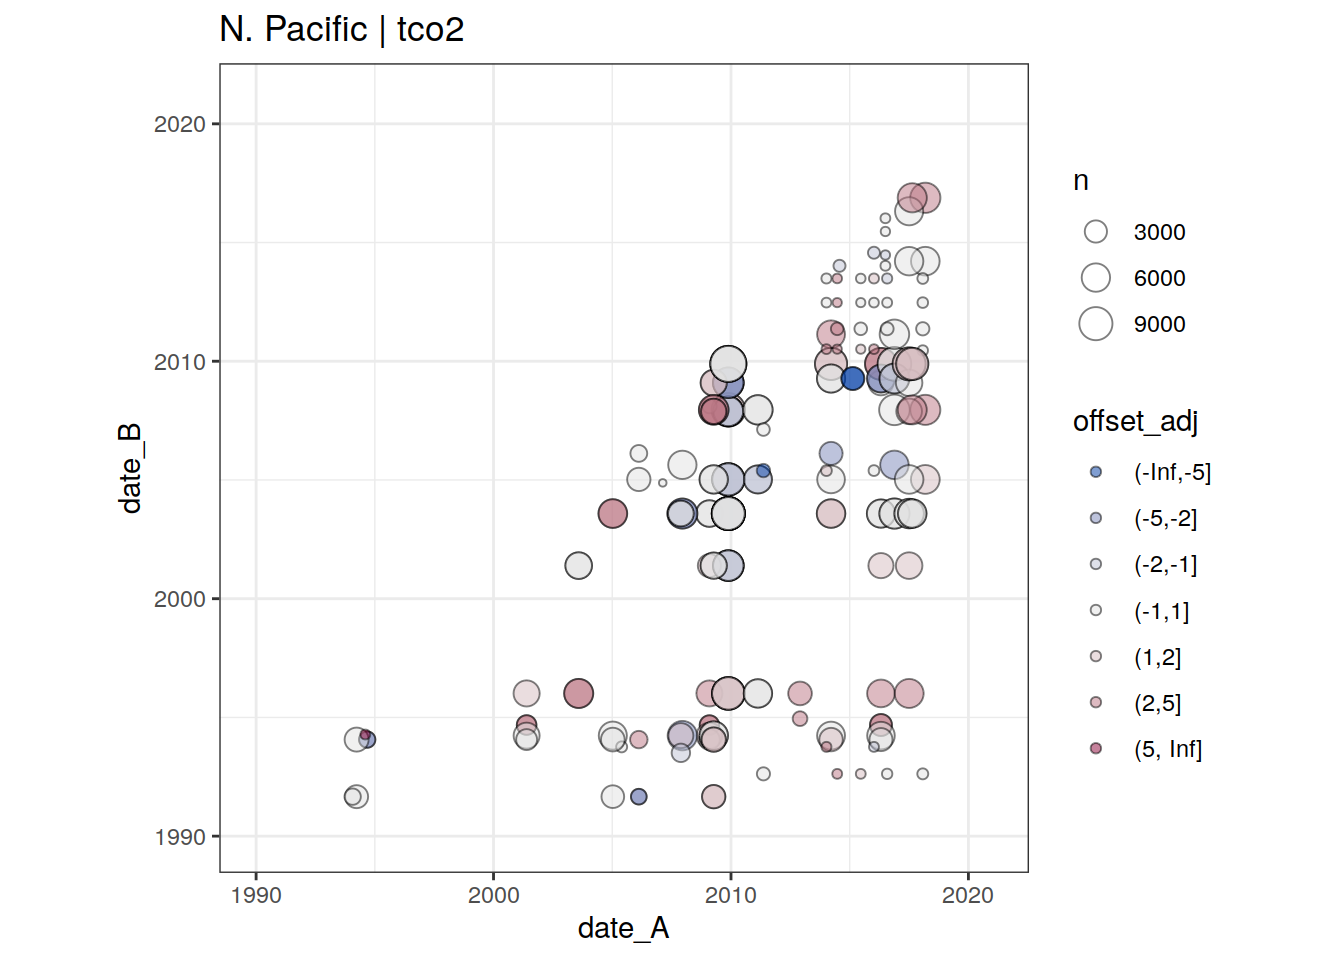 N. Pacific | tco2
date_B
2020
2010
2000
1990
1990
2000
2010
2020
date_A
n
3000
6000
9000
offset_adj
(-Inf,-5]
(-5,-2]
(-2,-1]
(-1,1]
(1,2]
(2,5]
(5, Inf]